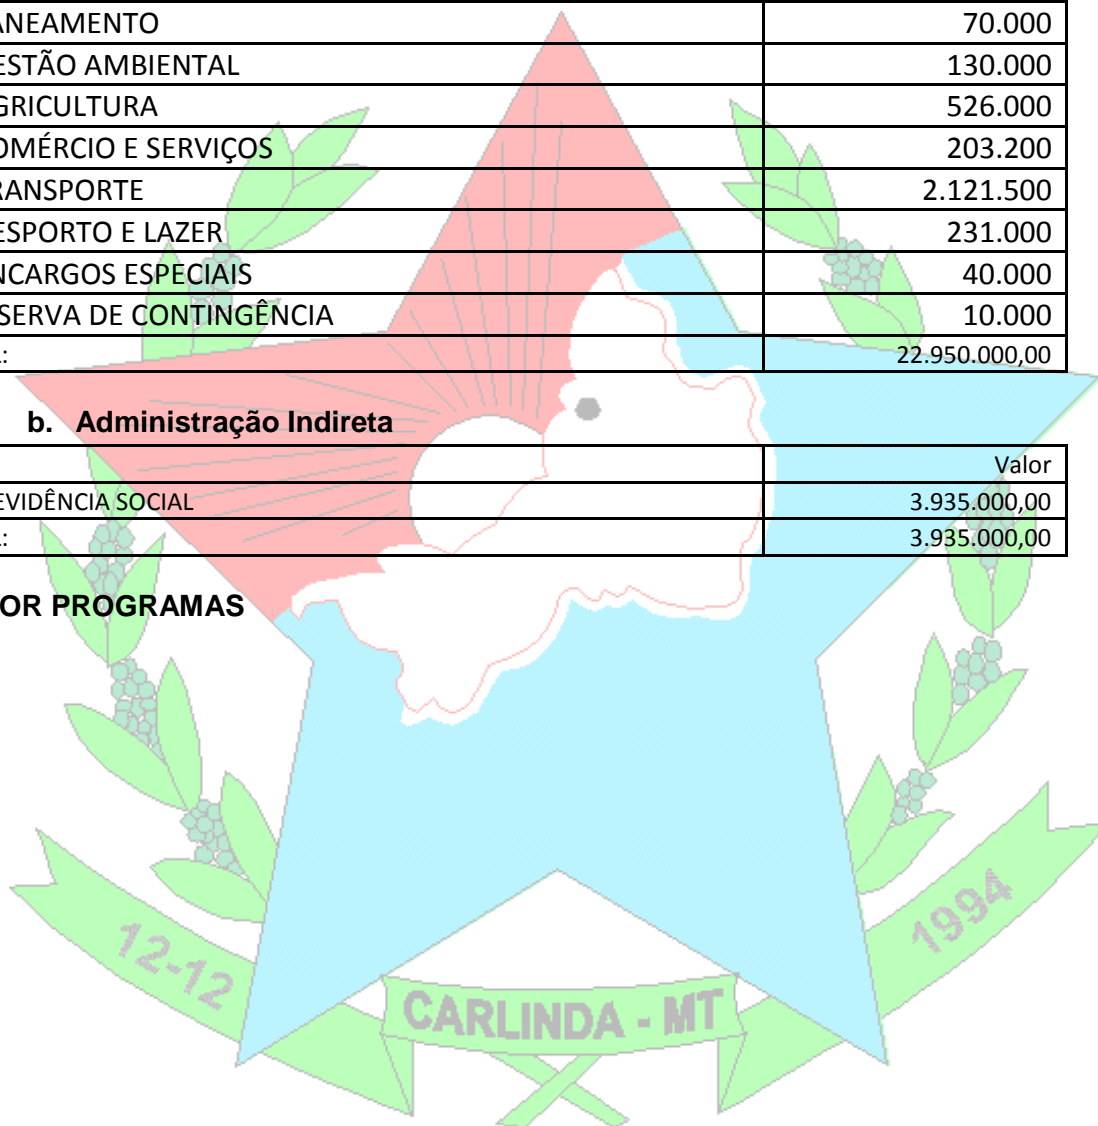 ANEAMENTO 70.000
ESTÃO AMBIENTAL 130.000
GRICULTURA 526.000
OMÉRCIO E SERVIÇOS 203.200
RANSPORTE 2.121.500
ESPORTO E LAZER 231.000
NCARGOS ESPECIAIS 40.000
SERVA DE CONTINGÊNCIA 10.000
: 22.950.000,00
b. Administração Indireta
Valor
EVIDÊNCIA SOCIAL 3.935.000,00
: 3.935.000,00
OR PROGRAMAS
12-12
1994
CARLINDA - MT